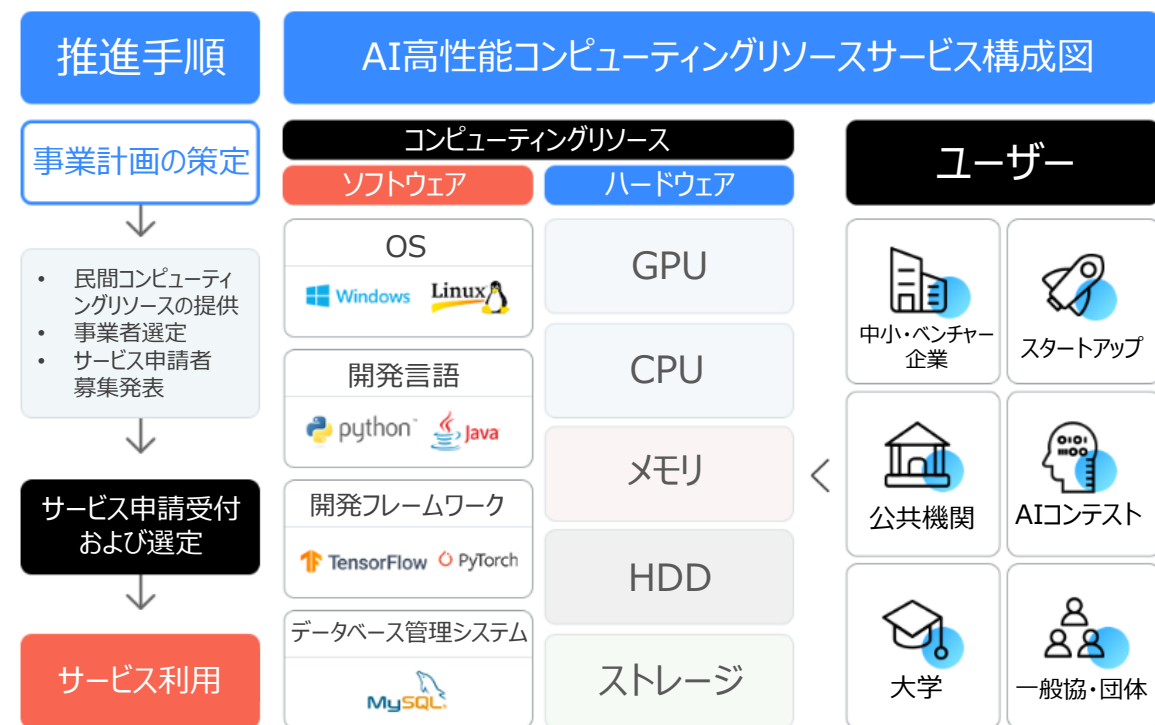 推進手順
AI高性能コンピューティングリソースサービス構成図
事業計画の策定
• 民間コンピューティ
ングリソースの提供
• 事業者選定
• サービス申請者
募集発表
サービス申請受付
および選定
サービス利用
コンピューティングリソース
ソフトウェア
ハードウェア
OS
Windows
Linux
開発言語
python
Java
開発フレームワーク
TensorFlow
PyTorch
データベース管理システム
MySQL
GPU
CPU
メモリ
HDD
ストレージ
ユーザー
中小・ベンチャー
企業
スタートアップ
公共機関
AIコンテスト
大学
一般協・団体